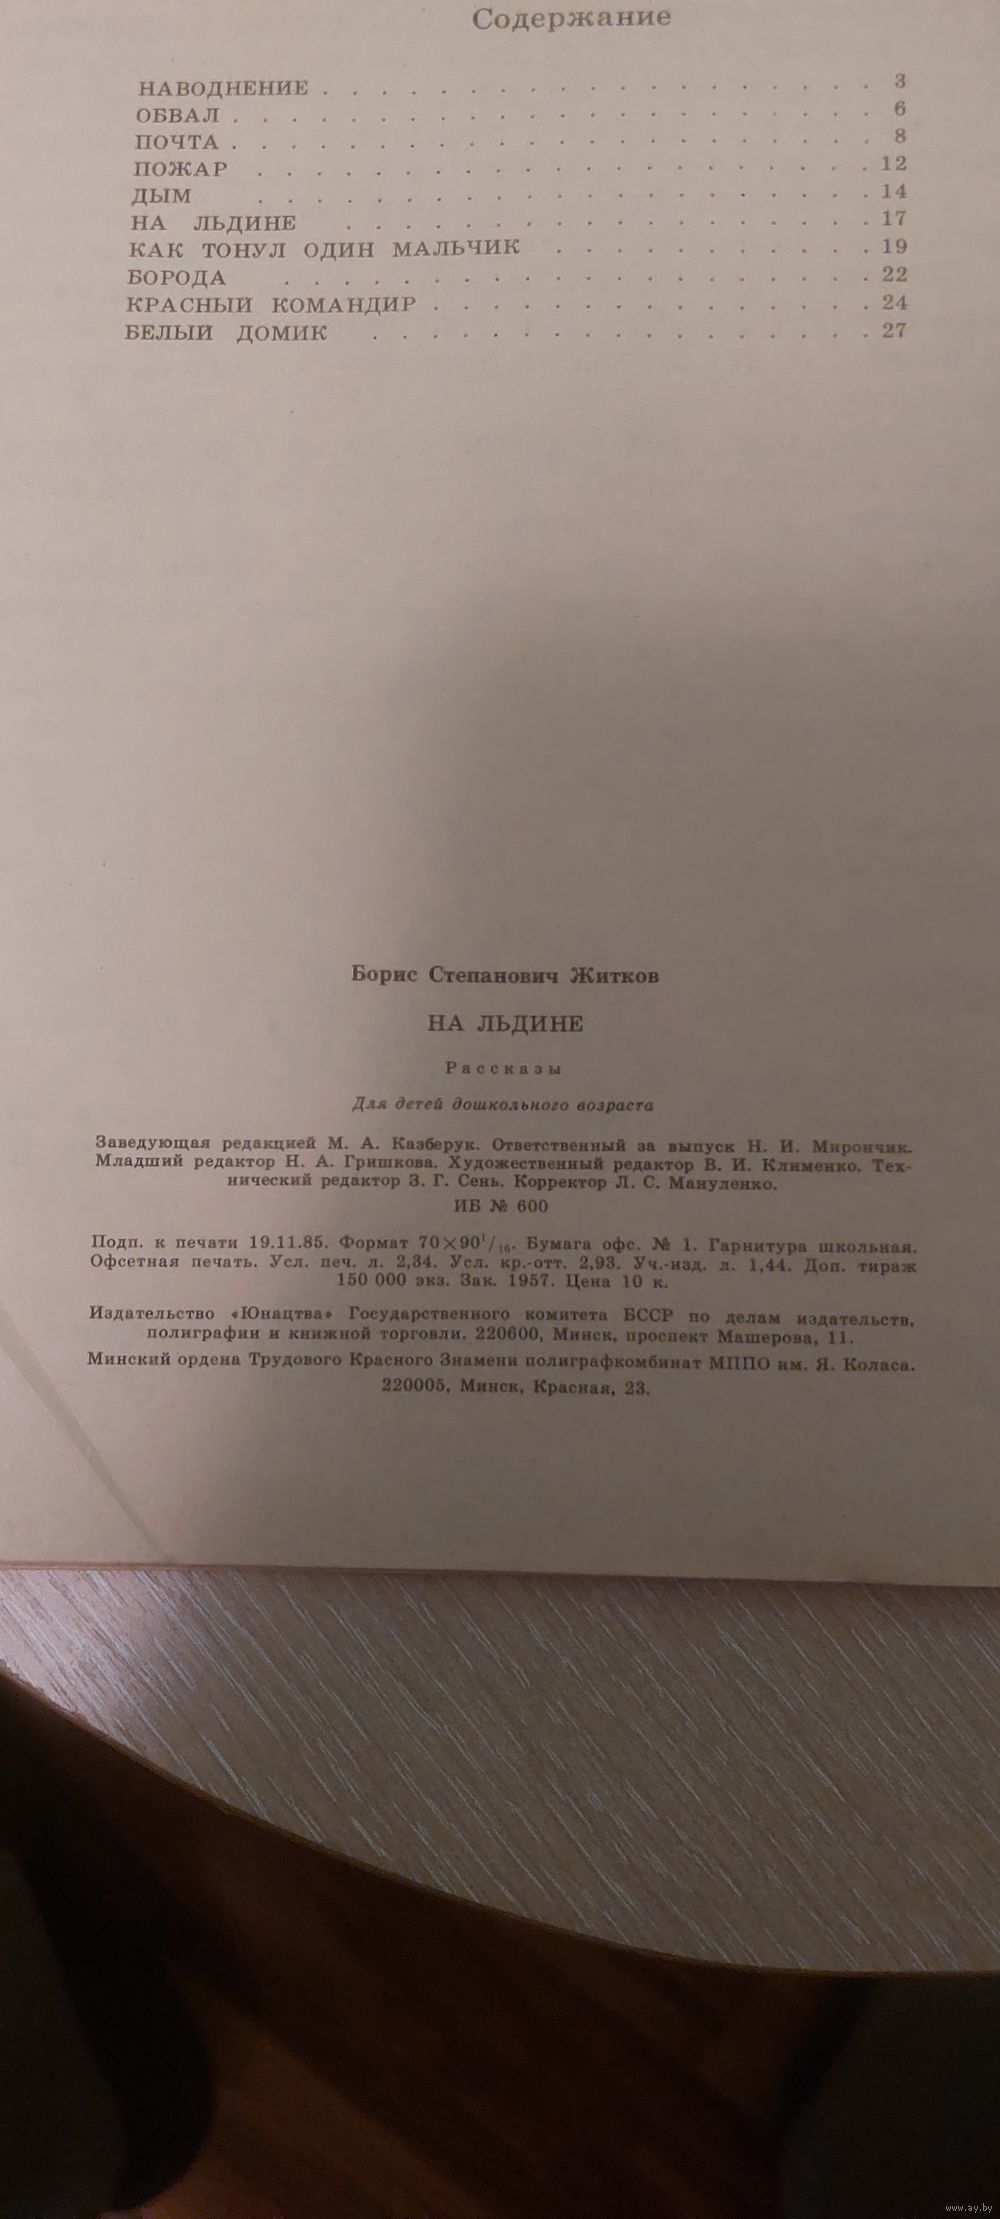 Содержание
НАВОДНЕНИЕ . . . . . . . . . . . . . . . . . . . . 3
ОБВАЛ . . . . . . . . . . . . . . . . . . . . . . . 6
ПОЧТА . . . . . . . . . . . . . . . . . . . . . . . 8
ПОЖАР . . . . . . . . . . . . . . . . . . . . . . 12
ДЫМ . . . . . . . . . . . . . . . . . . . . . . 14
НА ЛЬДИНЕ . . . . . . . . . . . . . . . . . . . 17
КАК ТОНУЛ ОДИН МАЛЬЧИК . . . . . . . . . . . 19
БОРОДА . . . . . . . . . . . . . . . . . . . . . 22
КРАСНЫЙ КОМАНДИР . . . . . . . . . . . . . . . 24
БЕЛЫЙ ДОМИК . . . . . . . . . . . . . . . . . . 27
Борис Степанович Житков
НА ЛЬДИНЕ
Рассказы
Для детей дошкольного возраста
Заведующая редакцией М. А. Казберук. Ответственный за выпуск Н. И. Мирончик.
Младший редактор Н. А. Гришкова. Художественный редактор В. И. Клименко. Тех-
нический редактор З. Г. Сень. Корректор Л. С. Мануленко.
ИБ № 600
Подп. к печати 19.11.85. Формат 70×90¹/₁₆. Бумага офс. № 1. Гарнитура школьная.
Офсетная печать. Усл. печ. л. 2,34. Усл. кр.-отт. 2,93. Уч.-изд. л. 1,44. Доп. тираж
150 000 экз. Зак. 1957. Цена 10 к.
Издательство «Юнацтва» Государственного комитета БССР по делам издательств,
полиграфии и книжной торговли. 220600, Минск, проспект Машерова, 11.
Минский ордена Трудового Красного Знамени полиграфкомбинат МППО им. Я. Коласа.
220005, Минск, Красная, 23.
www.ay.by